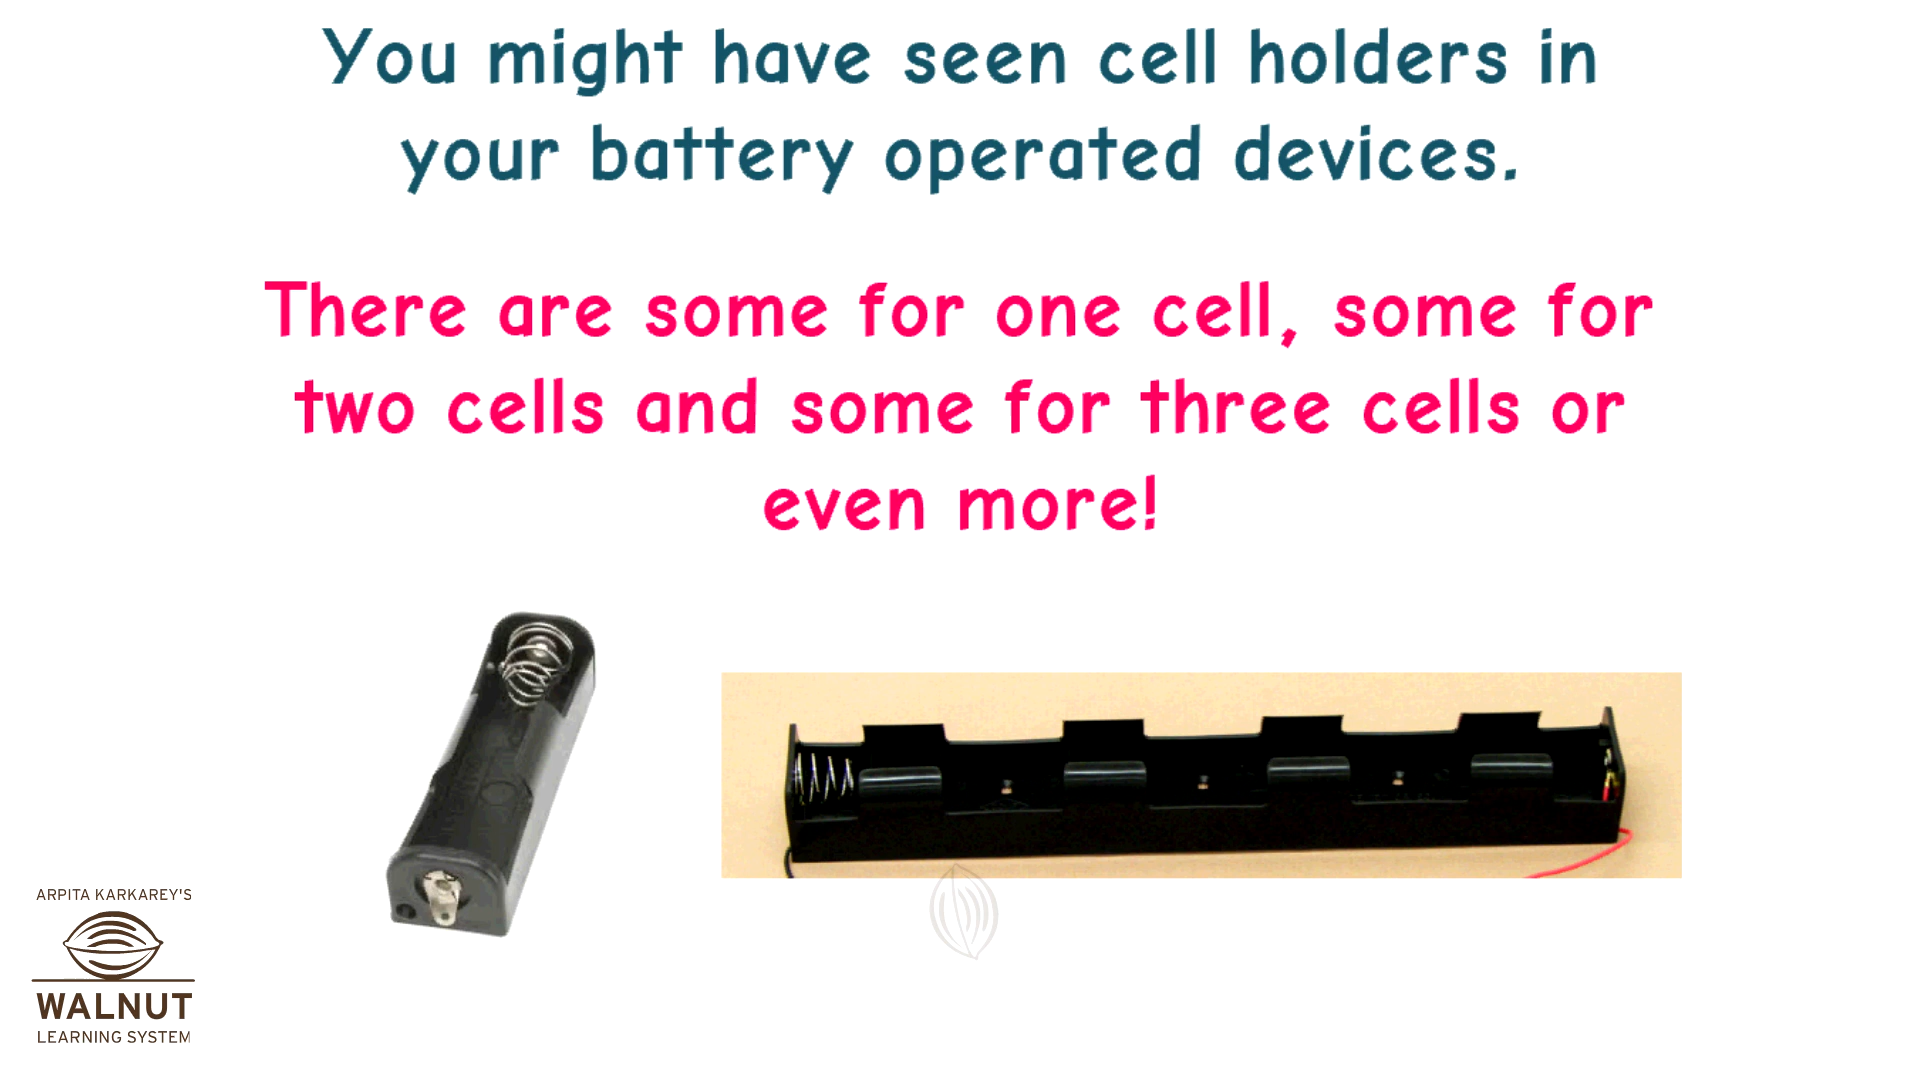 You might have seen cell holders in
your battery operated devices.
There are some for one cell, some for
two cells and some for three cells or
even more!
ARPITA KARKAREY'S
WALNUT
LEARNING SYSTEM